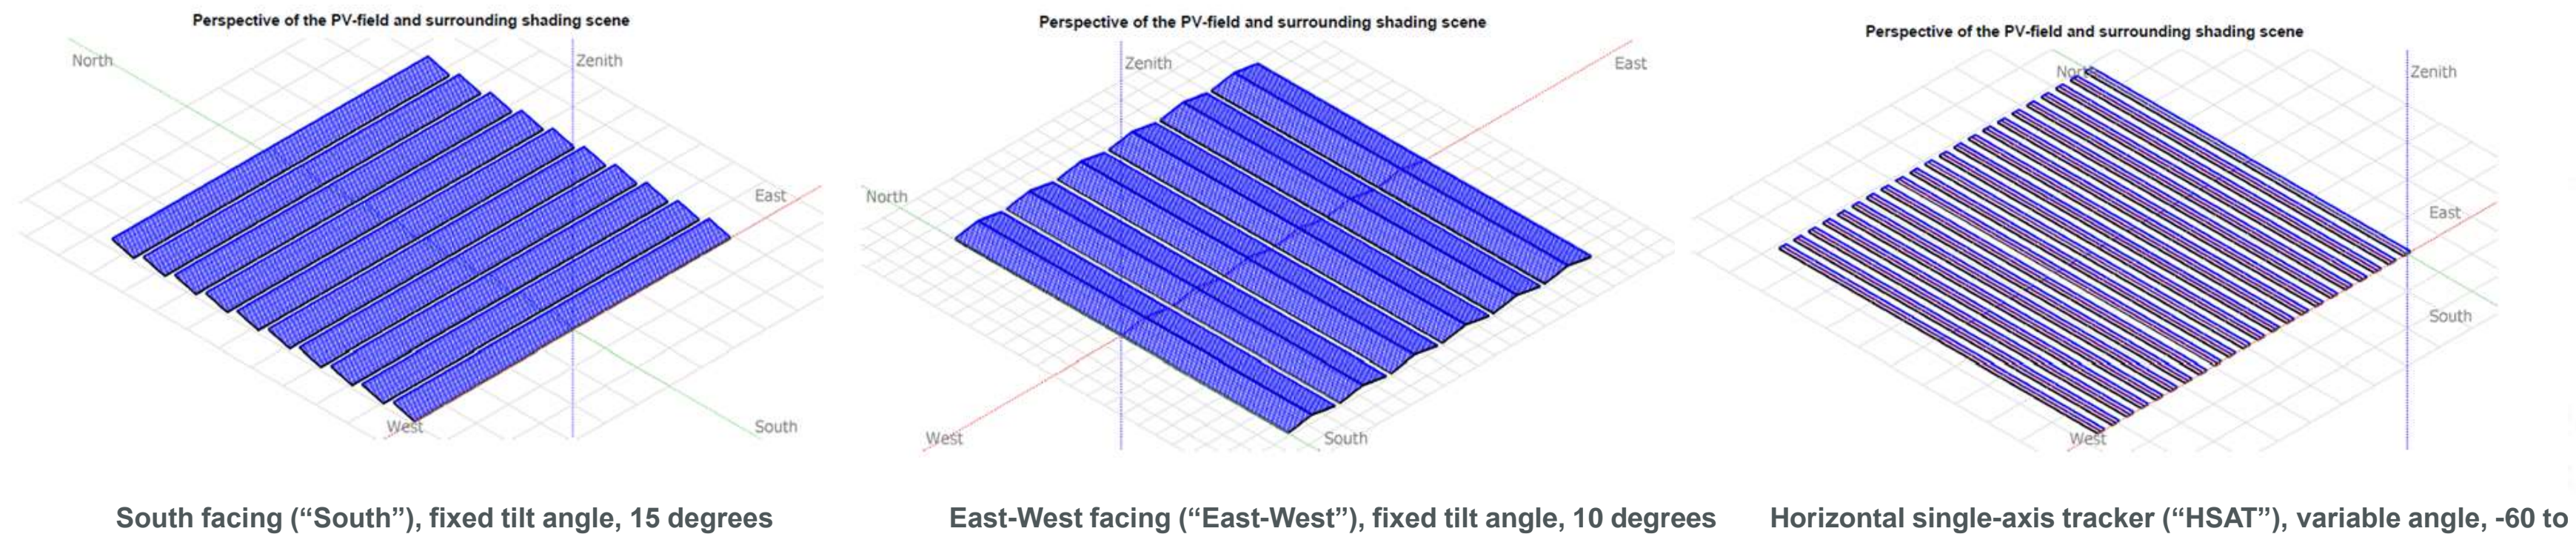 Perspective of the PV-field and surrounding shading scene
North
Zenith
East
West
South
South facing (“South”), fixed tilt angle, 15 degrees
Perspective of the PV-field and surrounding shading scene
Zenith
East
North
West
South
East-West facing (“East-West”), fixed tilt angle, 10 degrees
Perspective of the PV-field and surrounding shading scene
North
Zenith
East
South
West
Horizontal single-axis tracker (“HSAT”), variable angle, -60 to